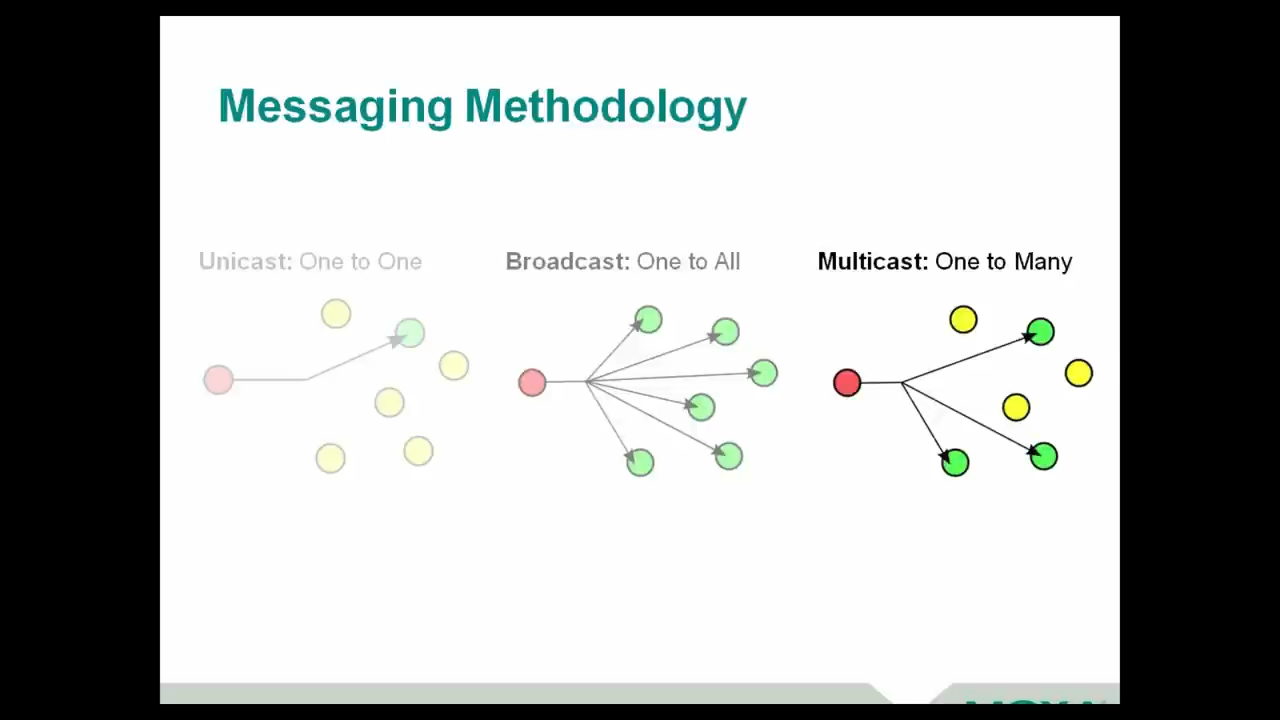 Messaging Methodology
Unicast: One to One
Broadcast: One to All
Multicast: One to Many